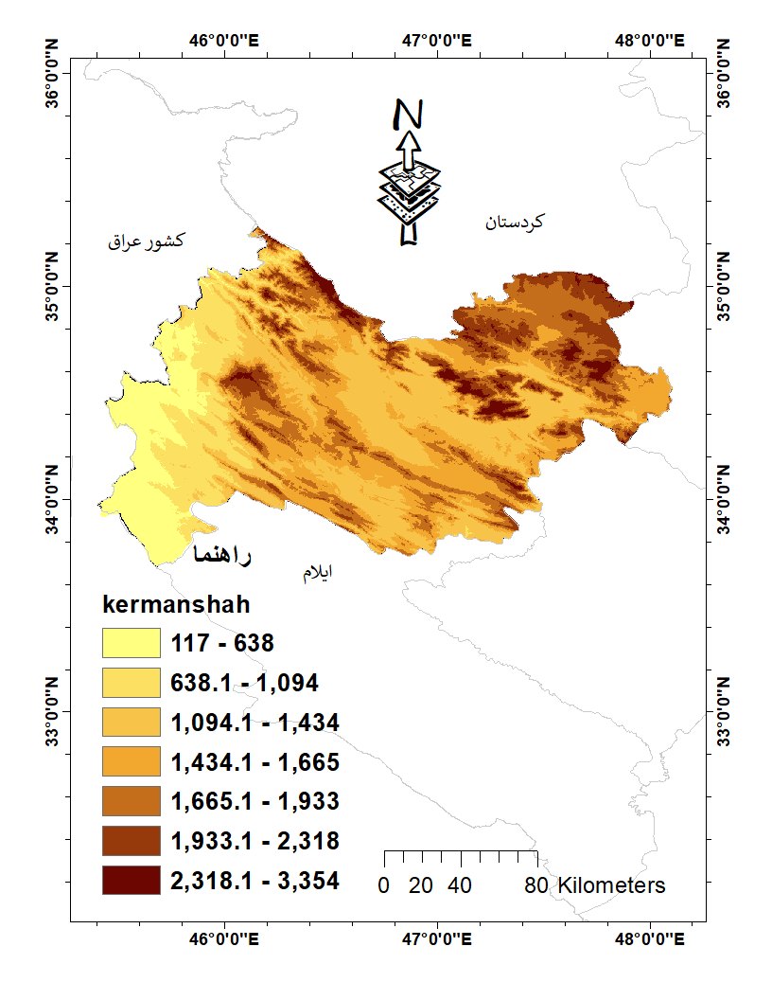 46°0'0"E 47°0'0"E 48°0'0"E
36°0'0"N 36°0'0"N
N
کردستان
کشور عراق
35°0'0"N 35°0'0"N
34°0'0"N 34°0'0"N
راهنما
ایلام
kermanshah
117 - 638
638.1 - 1,094
33°0'0"N 33°0'0"N
1,094.1 - 1,434
1,434.1 - 1,665
1,665.1 - 1,933
1,933.1 - 2,318
2,318.1 - 3,354
0 20 40 80 Kilometers
46°0'0"E 47°0'0"E 48°0'0"E